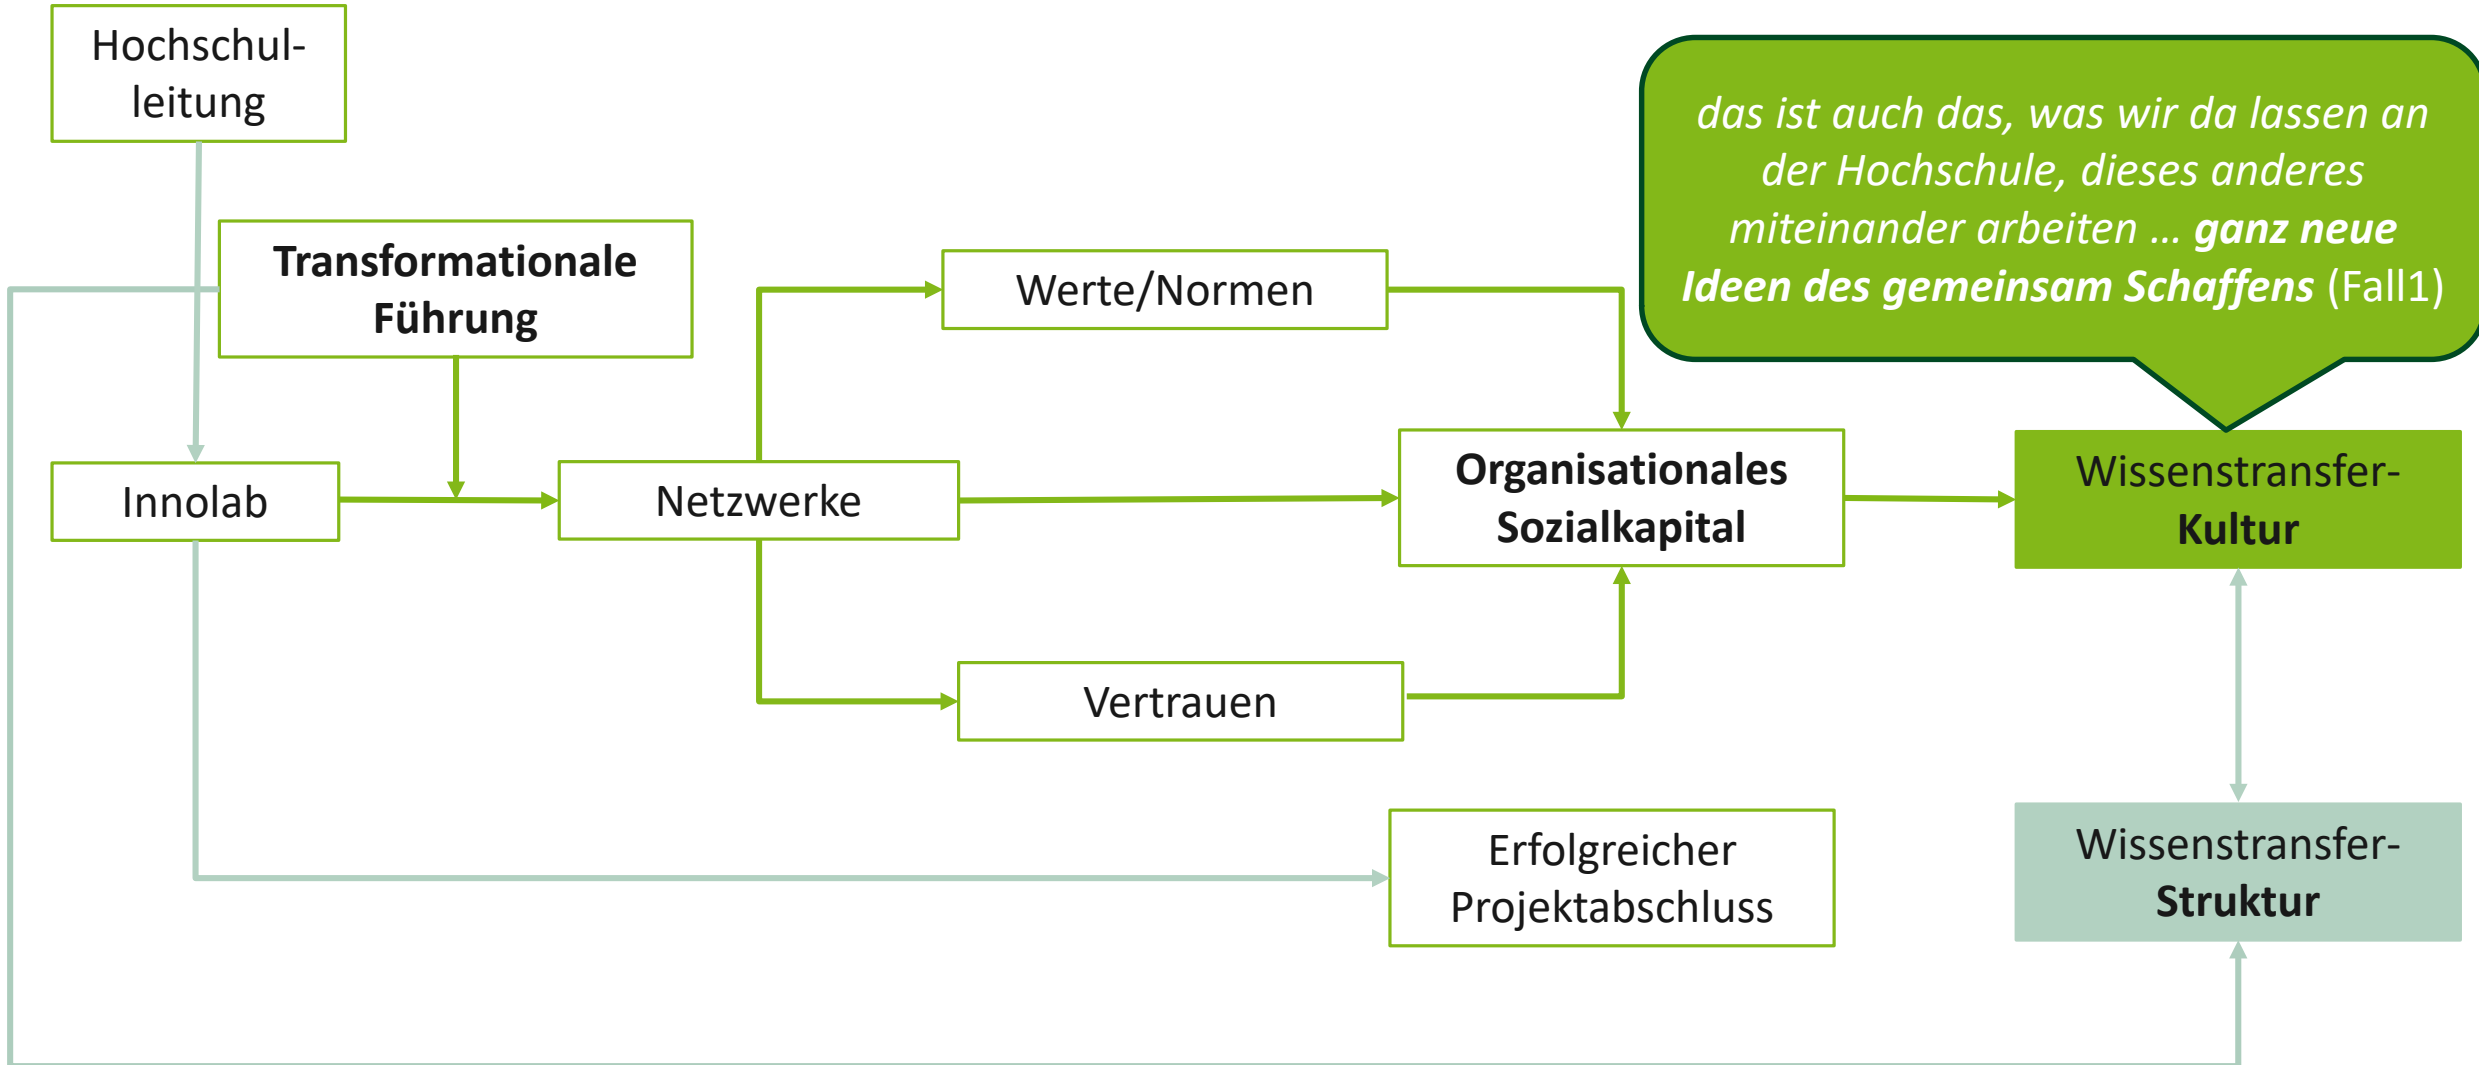 Hochschul-
leitung
das ist auch das, was wir da lassen an
der Hochschule, dieses anderes
miteinander arbeiten … ganz neue
Ideen des gemeinsam Schaffens (Fall1)
Transformationale
Führung
Werte/Normen
Innolab
Netzwerke
Organisationales
Sozialkapital
Wissenstransfer-
Kultur
Vertrauen
Erfolgreicher
Projektabschluss
Wissenstransfer-
Struktur